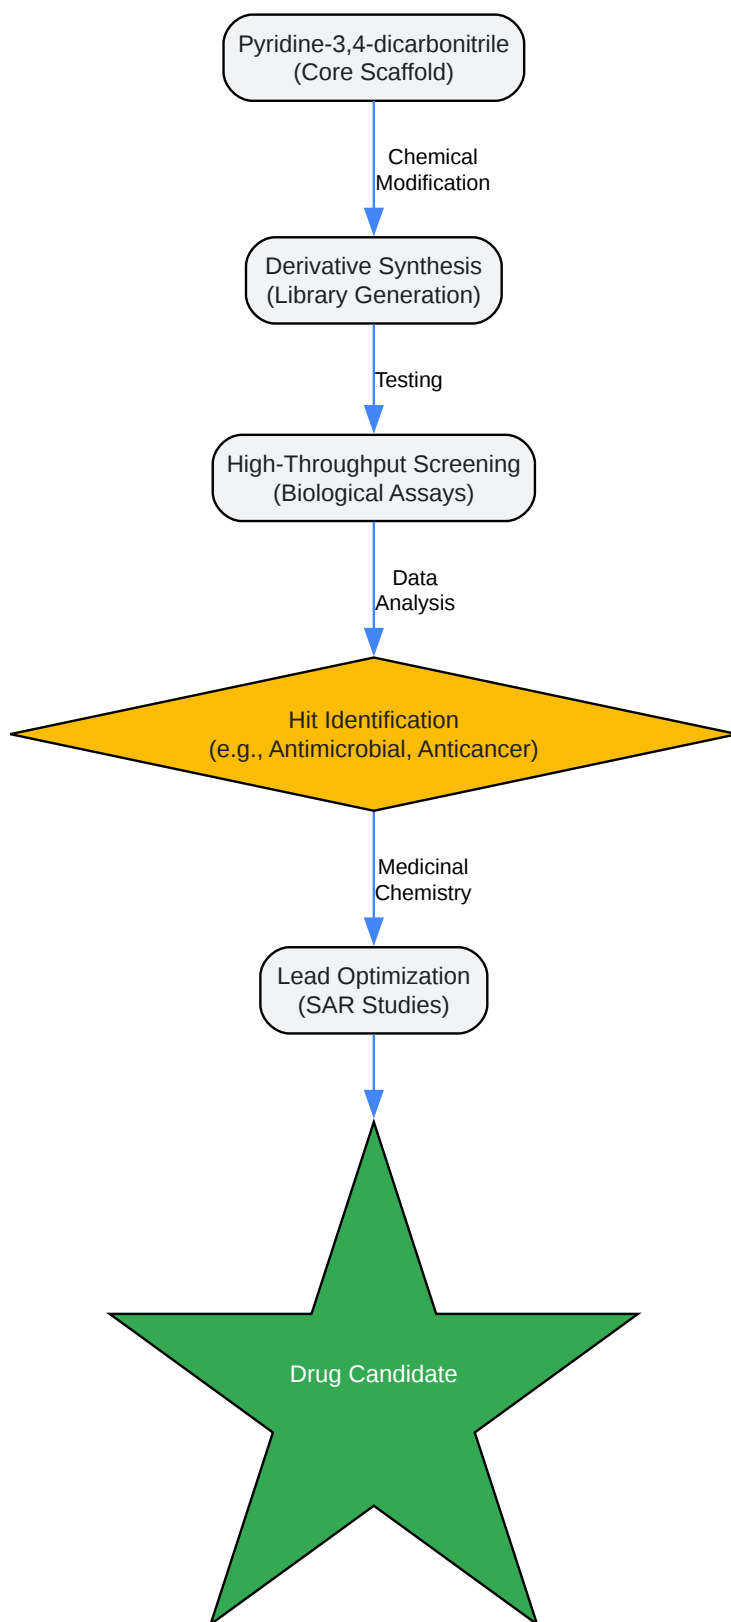 Pyridine-3,4-dicarbonitrile
(Core Scaffold)
Chemical
Modification
Derivative Synthesis
(Library Generation)
Testing
High-Throughput Screening
(Biological Assays)
Data
Analysis
Hit Identification
(e.g., Antimicrobial, Anticancer)
Medicinal
Chemistry
Lead Optimization
(SAR Studies)
Drug Candidate